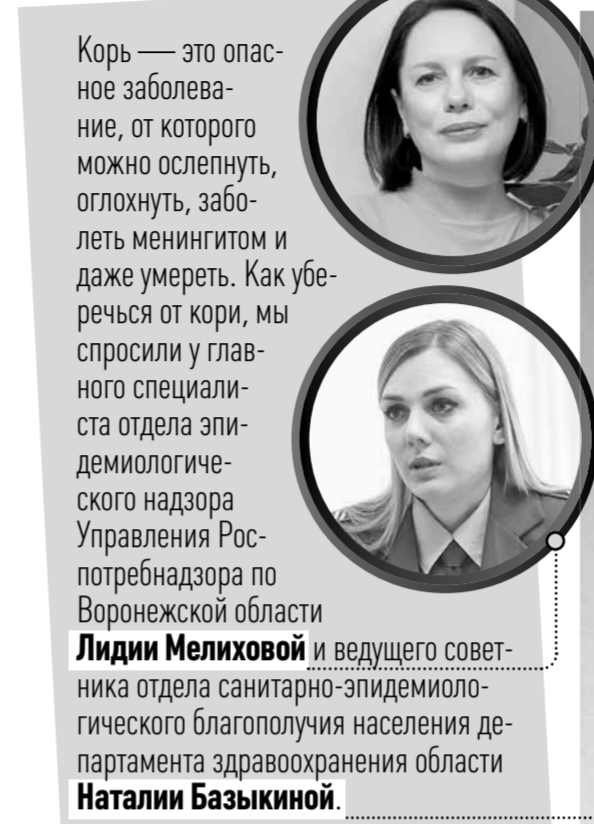 Корь — это опас-
ное заболева-
ние, от которого
можно ослепнуть,
оглохнуть, забо-
леть менингитом и
даже умереть. Как убе-
речься от кори, мы
спросили у глав-
ного специали-
ста отдела эпи-
демиологиче-
ского надзора
Управления Рос-
потребнадзора по
Воронежской области
Лидии Мелиховой и ведущего совет-
ника отдела санитарно-эпидемиоло-
гического благополучия населения де-
партамента здравоохранения области
Наталии Базыкиной.